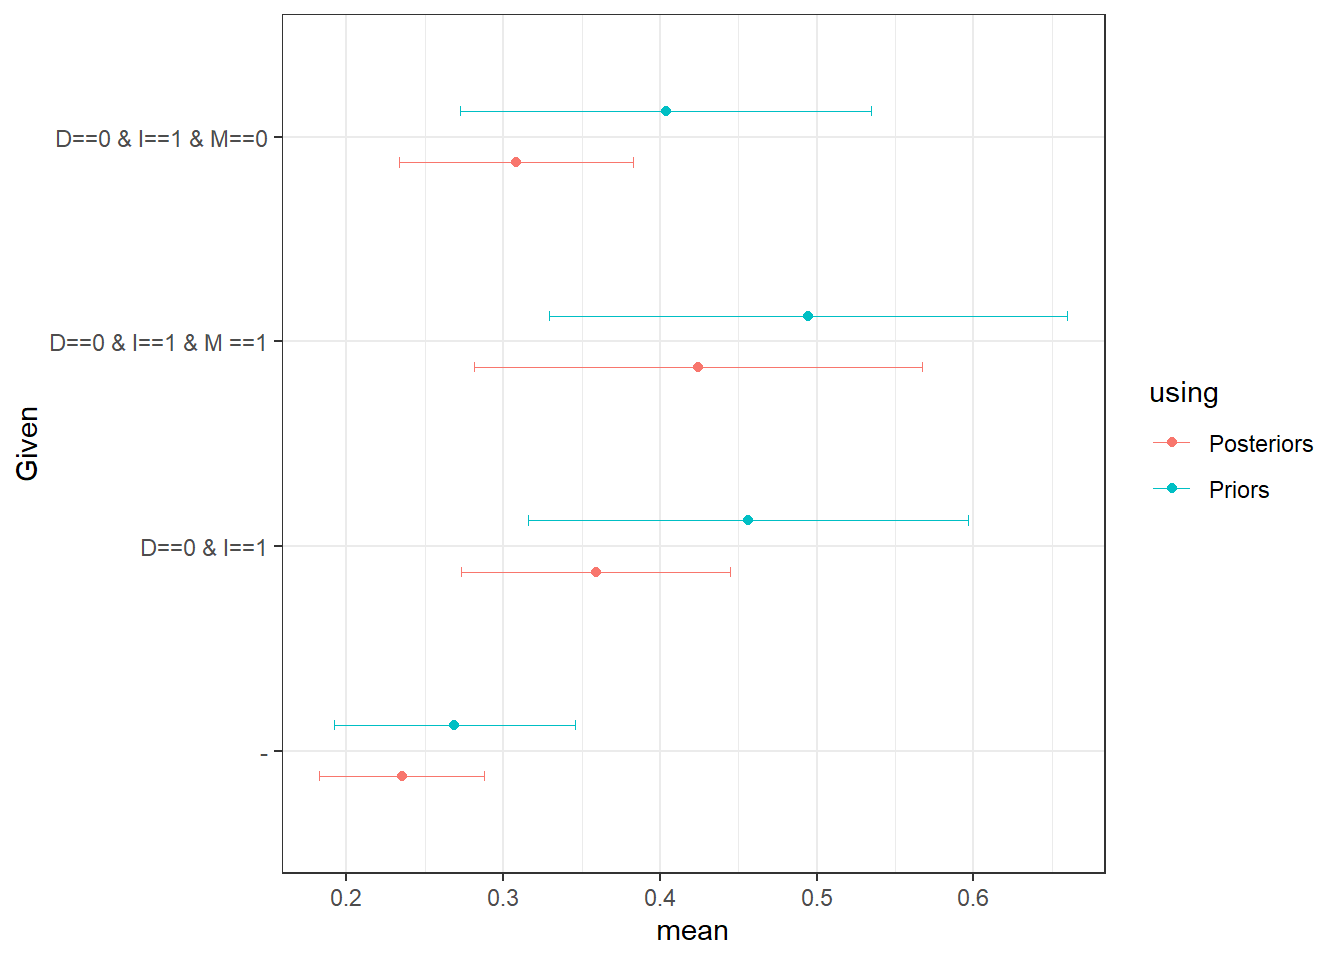 D==0 & I==1 & M==0
D==0 & I==1 & M ==1
D==0 & I==1
-
Given
0.2
0.3
0.4
0.5
0.6
mean
using
Posteriors
Priors